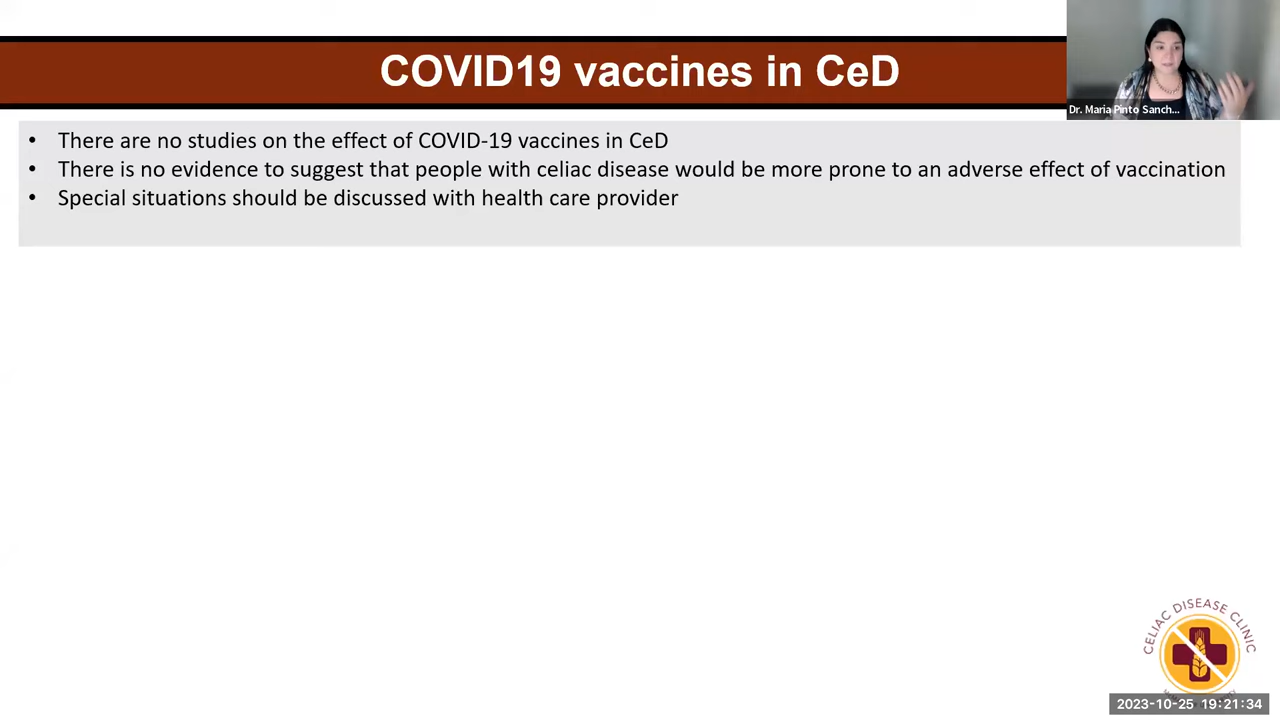 COVID19 vaccines in CeD
Dr. Maria Pinto Sanch...
• There are no studies on the effect of COVID-19 vaccines in CeD
• There is no evidence to suggest that people with celiac disease would be more prone to an adverse effect of vaccination
• Special situations should be discussed with health care provider
CELIAC DISEASE CLINIC
2023-10-25 19:21:34